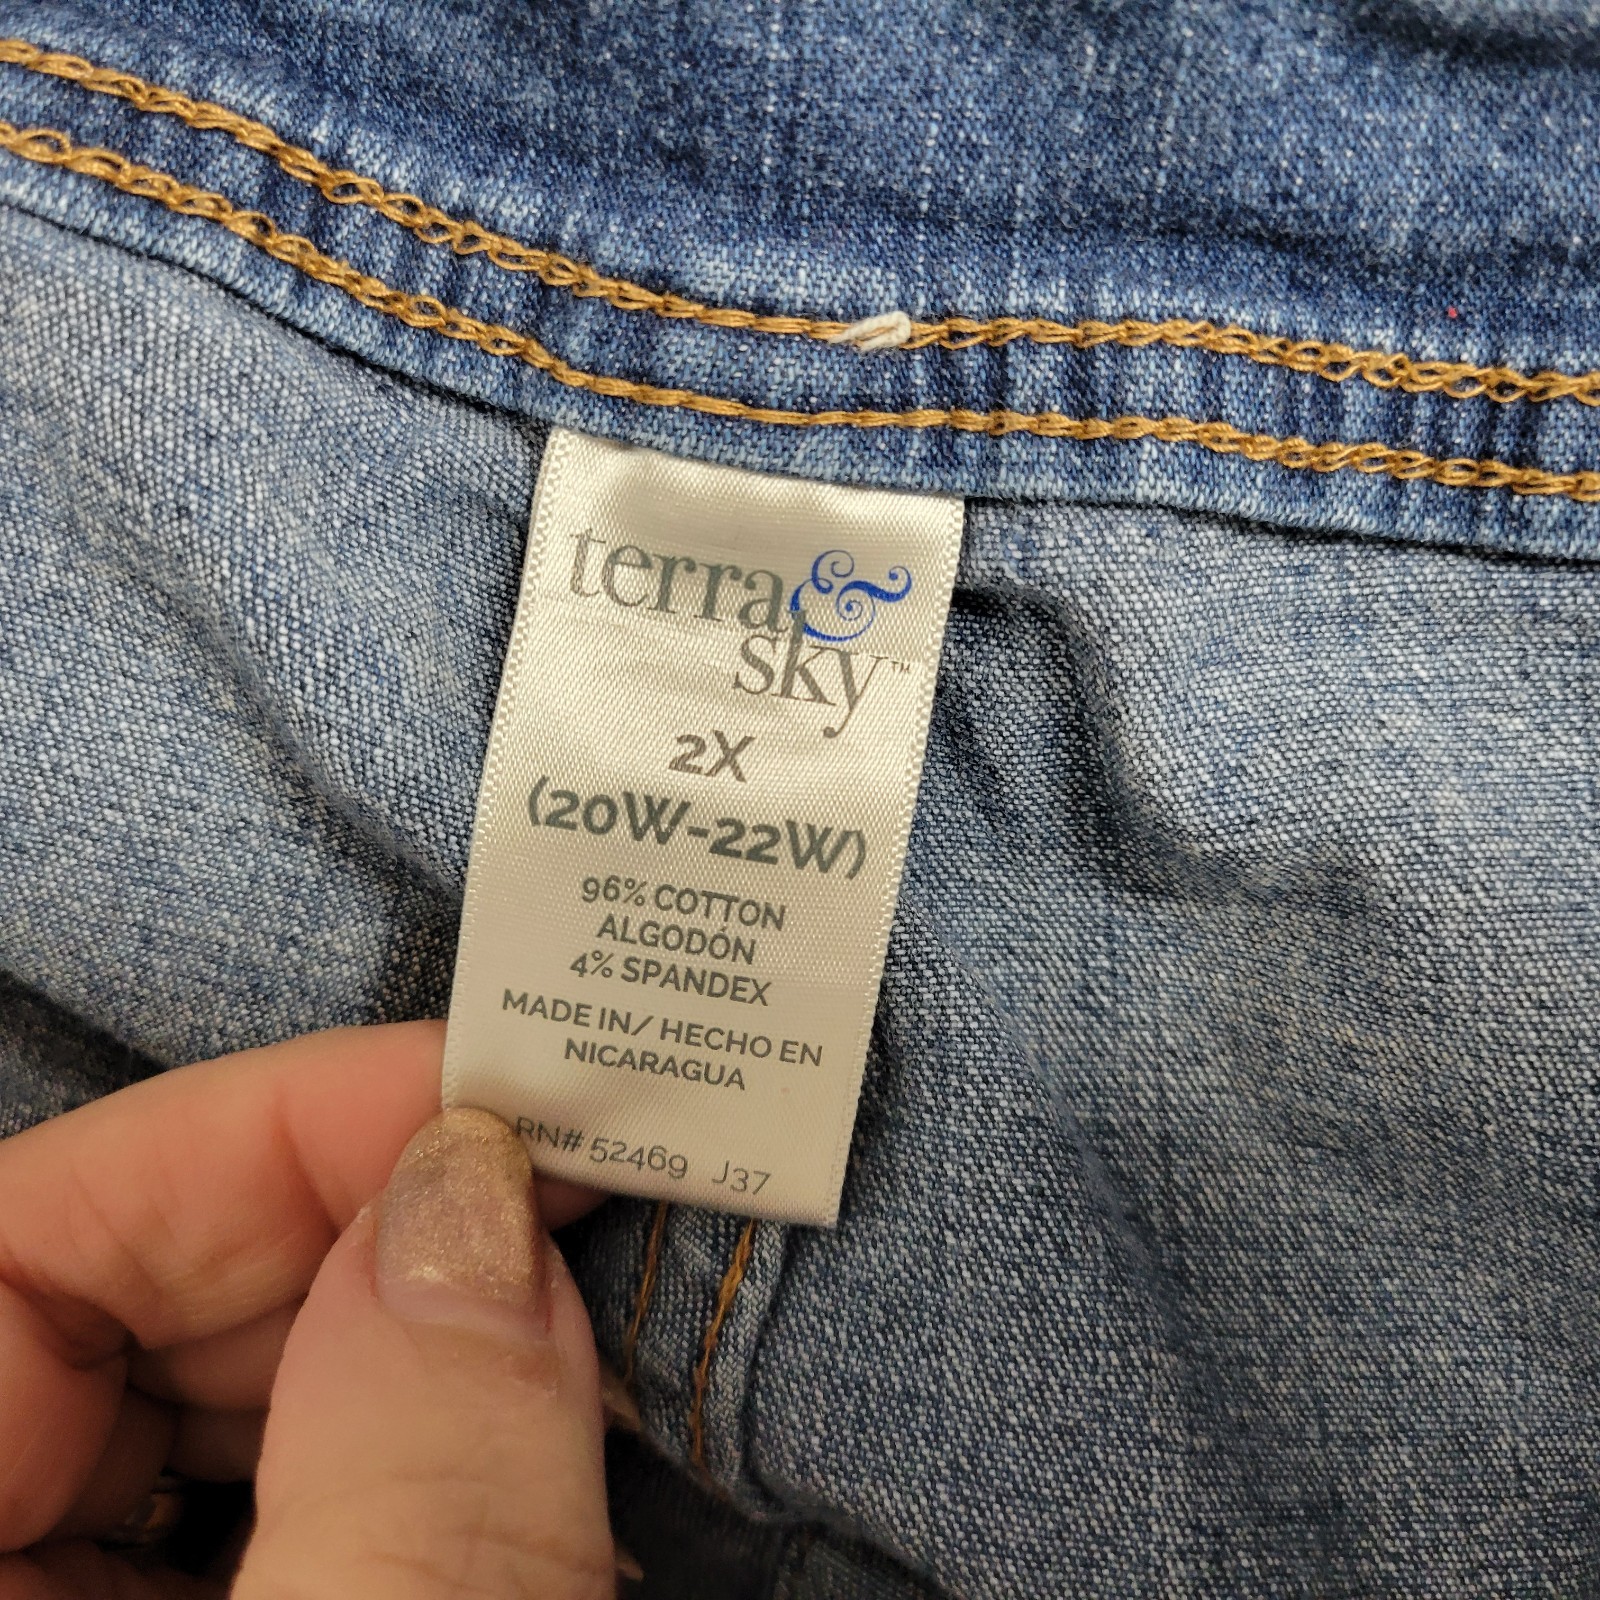 terra &
sky™
2X
(20W-22W)
96% COTTON
ALGODÓN
4% SPANDEX
MADE IN/ HECHO EN
NICARAGUA
RN# 52469 J37